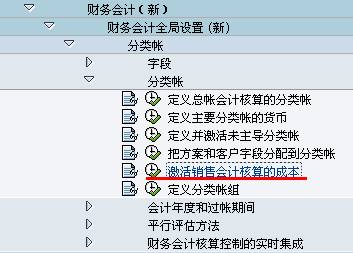 财务会计（新）
财务会计全局设置（新）
分类帐
字段
分类帐
定义总帐会计核算的分类帐
定义主要分类帐的货币
定义并激活未主导分类帐
把方案和客户字段分配到分类帐
激活销售会计核算的成本
定义分类帐组
会计年度和过帐期间
平行评估方法
财务会计核算控制的实时集成